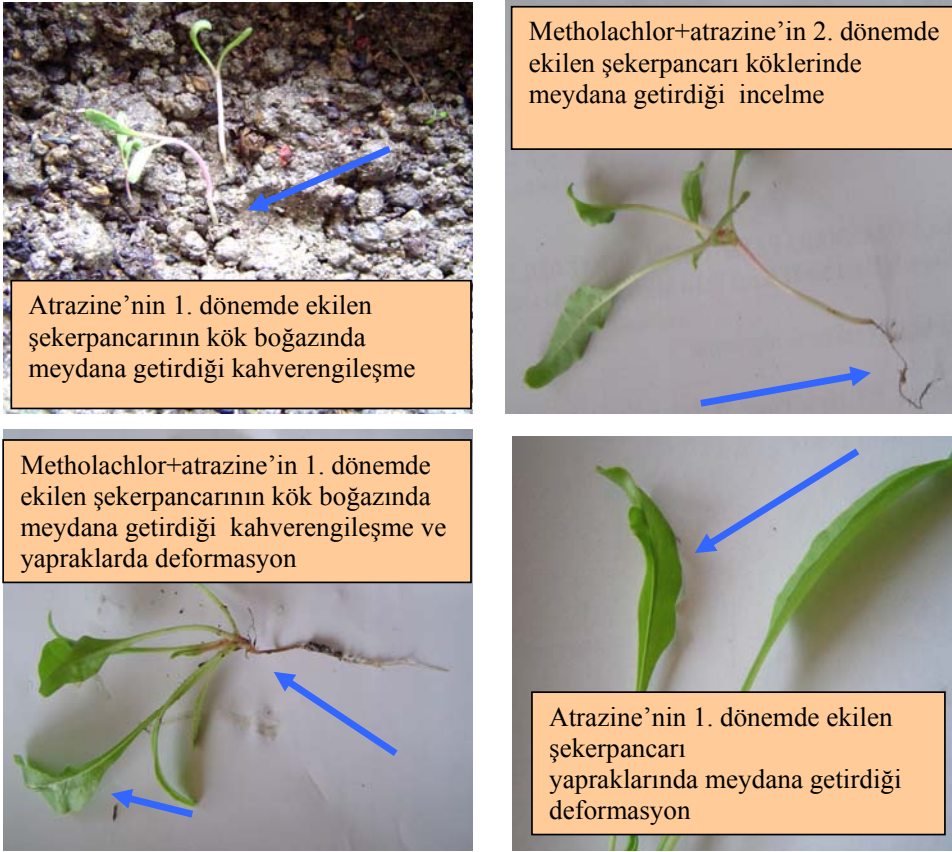 Atrazine’nin 1. dönemde ekilen
şekerpancarının kök boğazında
meydana getirdiği kahverengileşme
Metholachlor+atrazine’in 2. dönemde
ekilen şekerpancarı köklerinde
meydana getirdiği incelme
Metholachlor+atrazine’in 1. dönemde
ekilen şekerpancarının kök boğazında
meydana getirdiği kahverengileşme ve
yapraklarda deformasyon
Atrazine’nin 1. dönemde ekilen
şekerpancarı
yapraklarında meydana getirdiği
deformasyon